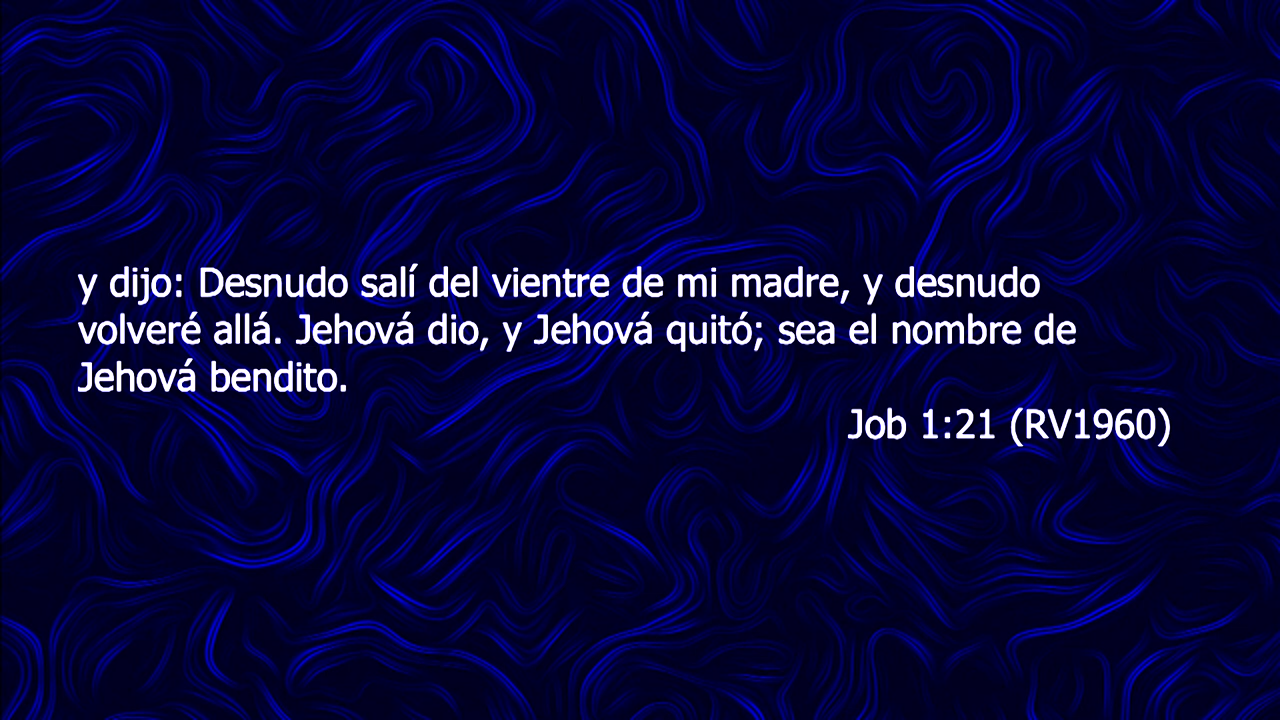 y dijo: Desnudo salí del vientre de mi madre, y desnudo
volveré allá. Jehová dio, y Jehová quitó; sea el nombre de
Jehová bendito.
Job 1:21 (RV1960)